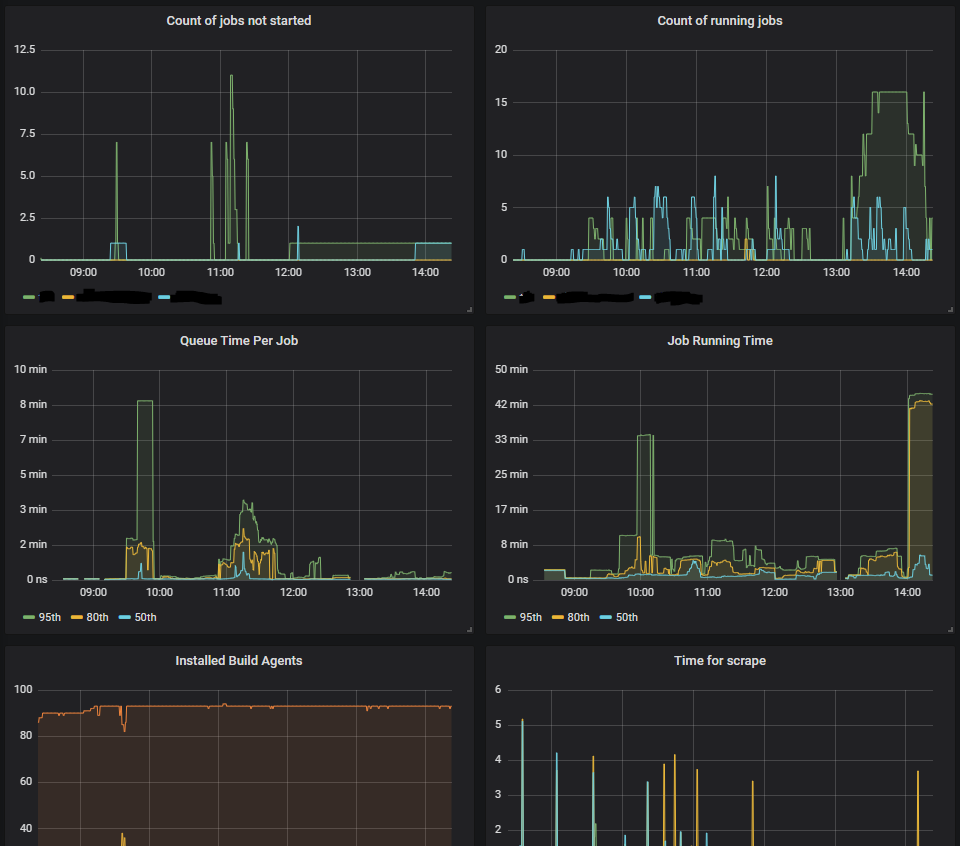 Count of jobs not started
12.5
10.0
7.5
5.0
2.5
0
09:00 10:00 11:00 12:00 13:00 14:00
Count of running jobs
20
15
10
5
0
09:00 10:00 11:00 12:00 13:00 14:00
Queue Time Per Job
10 min
8 min
7 min
5 min
3 min
2 min
0 ns
09:00 10:00 11:00 12:00 13:00 14:00
95th 80th 50th
Job Running Time
50 min
42 min
33 min
25 min
17 min
8 min
0 ns
09:00 10:00 11:00 12:00 13:00 14:00
95th 80th 50th
Installed Build Agents
100
80
60
40
Time for scrape
6
5
4
3
2